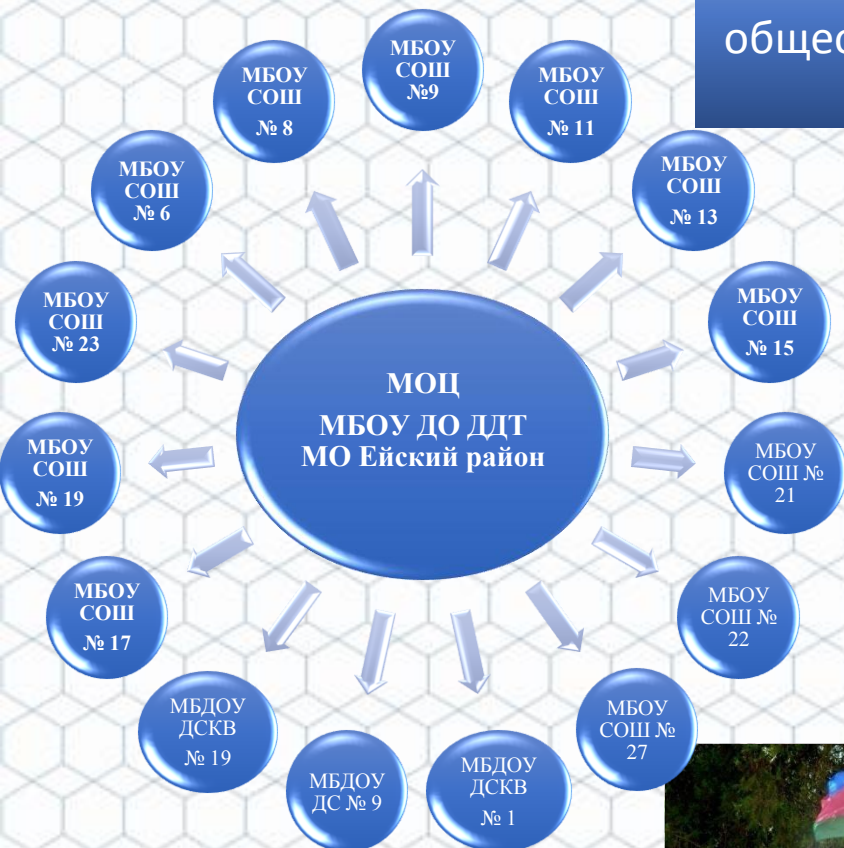 общес
МБОУ
СОШ
№9
МБОУ
СОШ
№ 11
МБОУ
СОШ
№ 13
МБОУ
СОШ
№ 15
МБОУ
СОШ №
21
МБОУ
СОШ №
22
МБОУ
СОШ №
27
МБДОУ
ДСКВ
№ 1
МБДОУ
ДС № 9
МБДОУ
ДСКВ
№ 19
МБОУ
СОШ
№ 17
МБОУ
СОШ
№ 19
МБОУ
СОШ
№ 23
МБОУ
СОШ
№ 6
МБОУ
СОШ
№ 8
МОЦ
МБОУ ДО ДДТ
МО Ейский район